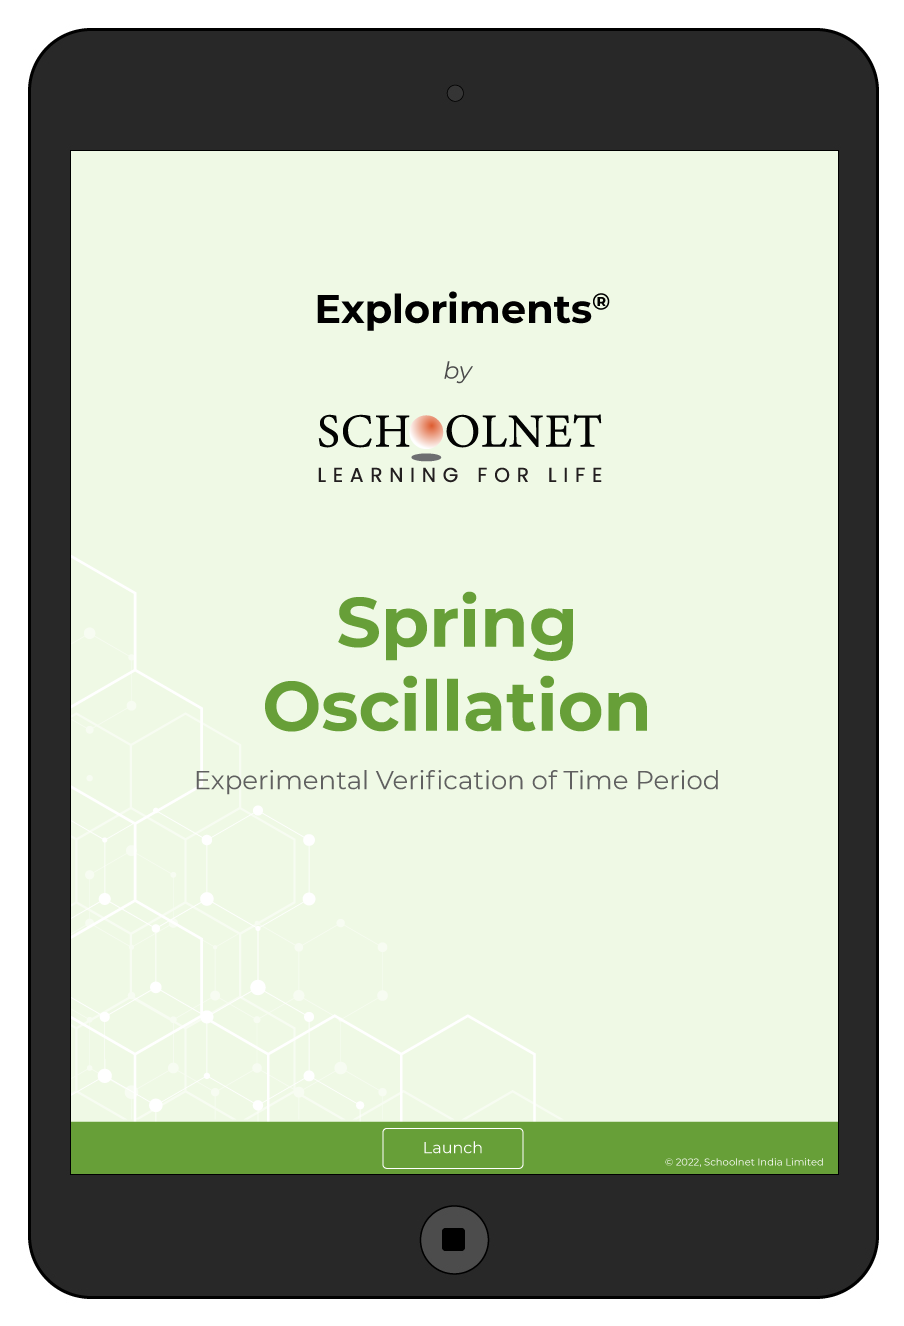 Exploriments®
by
SCHOOLNET
LEARNING FOR LIFE
Spring
Oscillation
Experimental Verification of Time Period
Launch
© 2022, Schoolnet India Limited